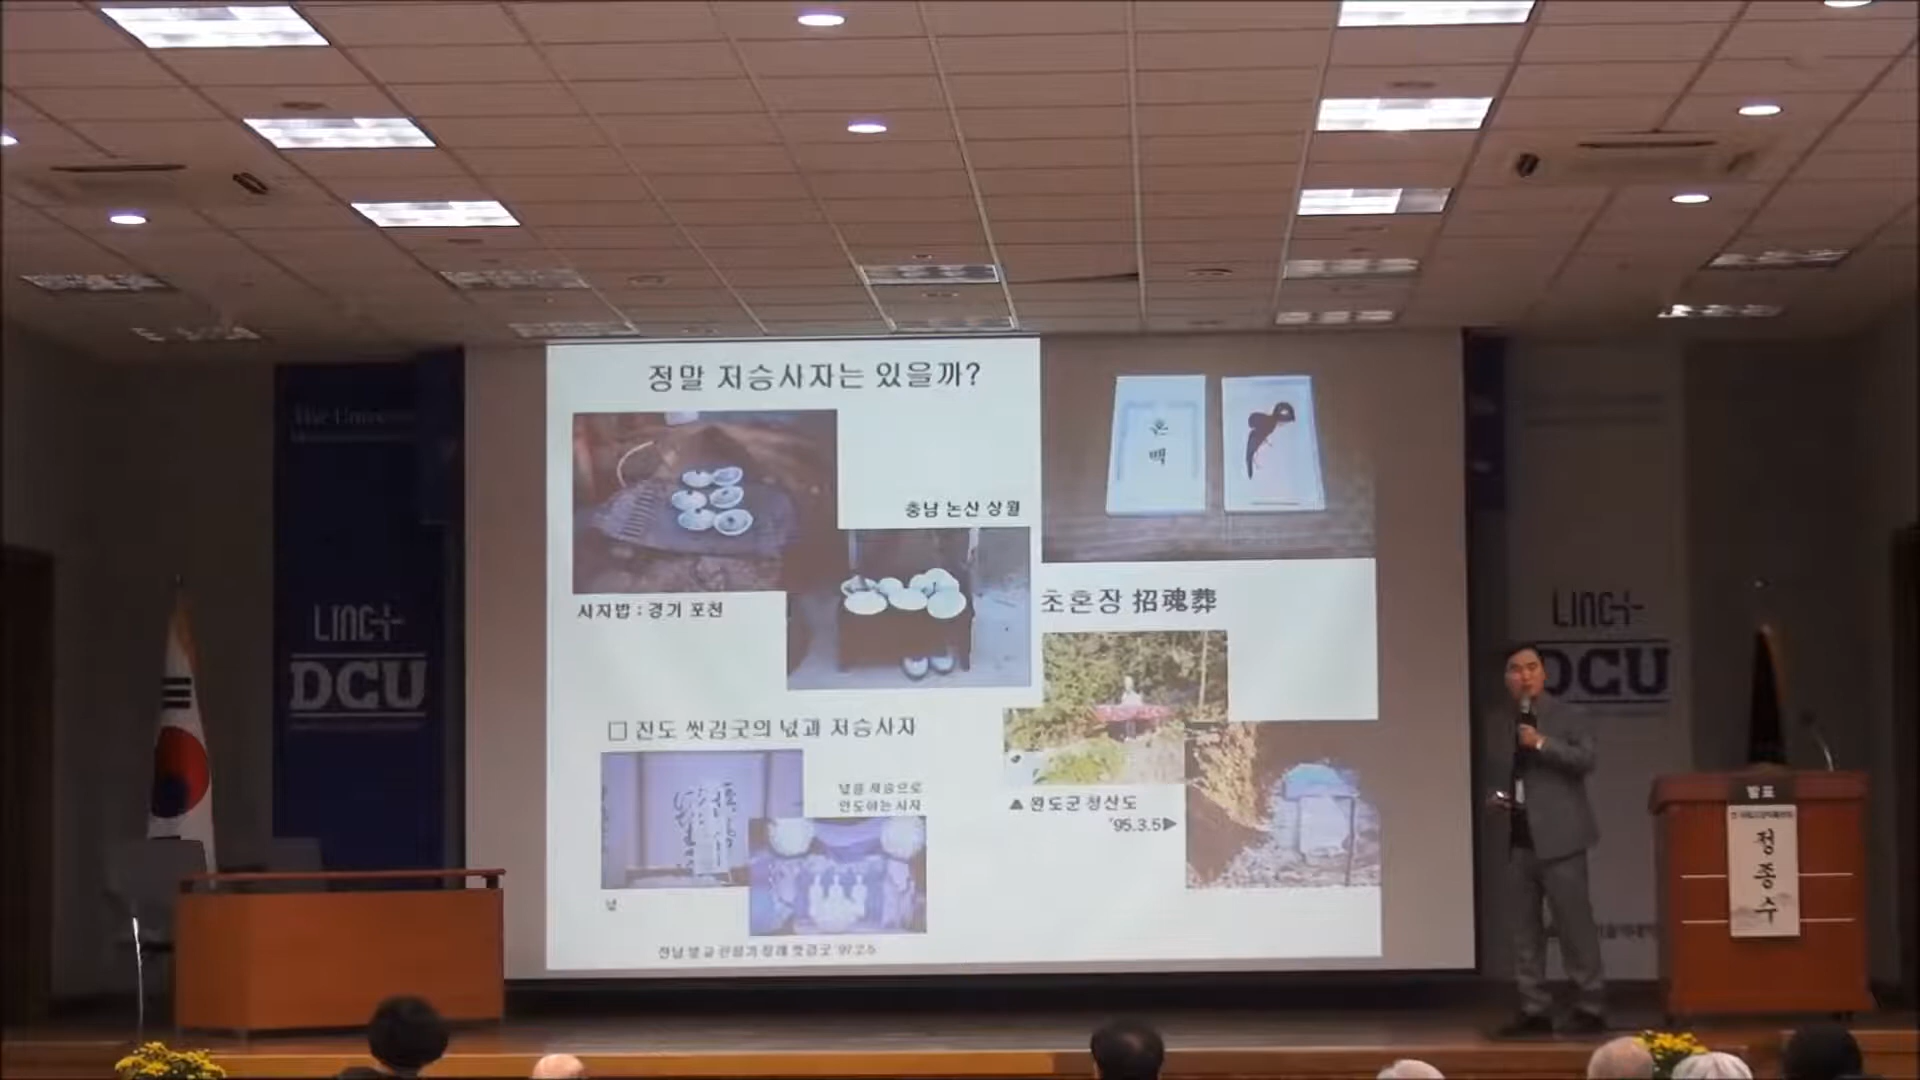 정말 저승사자는 있을까?
혼
백
충남 논산 상월
사자밥 : 경기 포천
초혼장 招魂葬
□ 진도 씻김굿의 넋과 저승사자
넋을 저승으로
인도하는 사자
▲ 완도군 청산도
'95.3.5▶
넋
LINC+
DCU
LINC+
DCU
발표
정
종
수